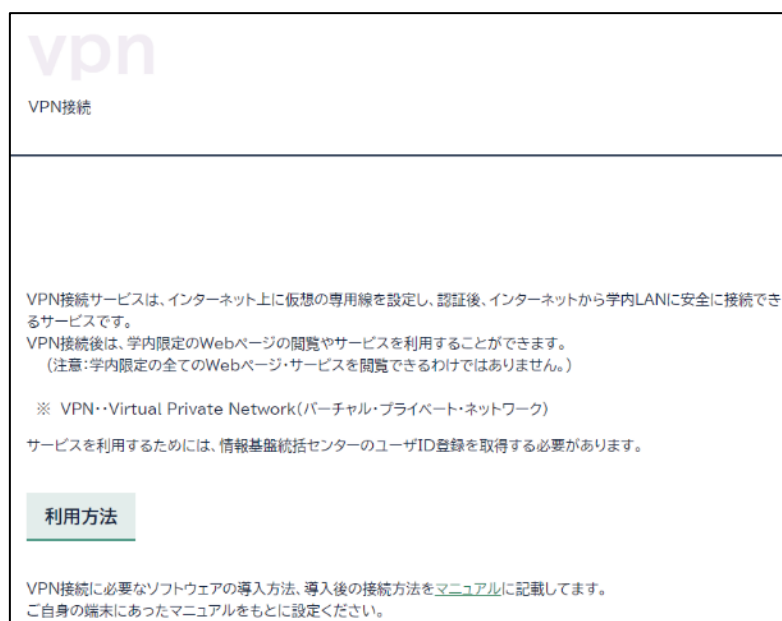 vpn
VPN接続
VPN接続サービスは、インターネット上に仮想の専用線を設定し、認証後、インターネットから学内LANに安全に接続でき
るサービスです。
VPN接続後は、学内限定のWebページの閲覧やサービスを利用することができます。
（注意：学内限定の全てのWebページ・サービスを閲覧できるわけではありません。）
※ VPN・・Virtual Private Network（バーチャル・プライベート・ネットワーク）
サービスを利用するためには、情報基盤統括センターのユーザID登録を取得する必要があります。
利用方法
VPN接続に必要なソフトウェアの導入方法、導入後の接続方法をマニュアルに記載してます。
ご自身の端末にあったマニュアルをもとに設定ください。